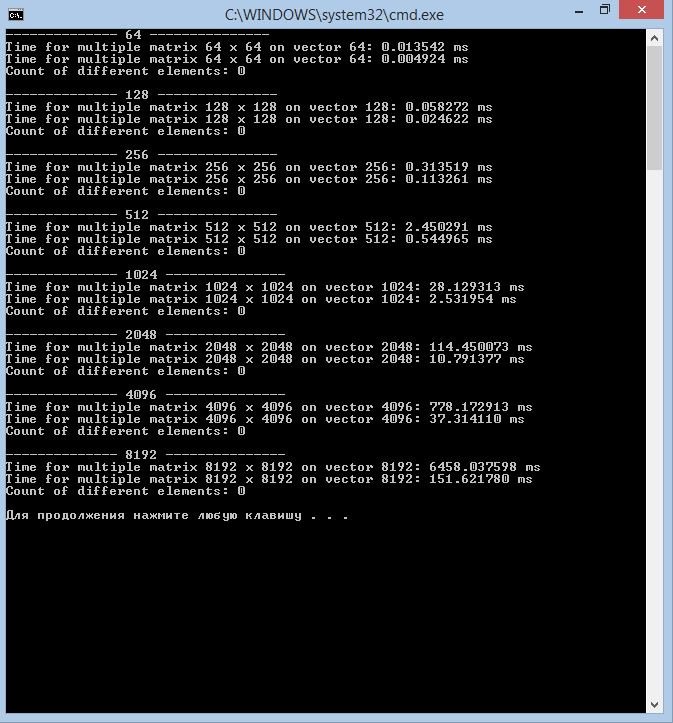 C:\WINDOWS\system32\cmd.exe
-------------- 64 ---------------
Time for multiple matrix 64 x 64 on vector 64: 0.013542 ms
Time for multiple matrix 64 x 64 on vector 64: 0.004924 ms
Count of different elements: 0
-------------- 128 ---------------
Time for multiple matrix 128 x 128 on vector 128: 0.058272 ms
Time for multiple matrix 128 x 128 on vector 128: 0.024622 ms
Count of different elements: 0
-------------- 256 ---------------
Time for multiple matrix 256 x 256 on vector 256: 0.313519 ms
Time for multiple matrix 256 x 256 on vector 256: 0.113261 ms
Count of different elements: 0
-------------- 512 ---------------
Time for multiple matrix 512 x 512 on vector 512: 2.450291 ms
Time for multiple matrix 512 x 512 on vector 512: 0.544965 ms
Count of different elements: 0
-------------- 1024 ---------------
Time for multiple matrix 1024 x 1024 on vector 1024: 28.129313 ms
Time for multiple matrix 1024 x 1024 on vector 1024: 2.531954 ms
Count of different elements: 0
-------------- 2048 ---------------
Time for multiple matrix 2048 x 2048 on vector 2048: 114.450073 ms
Time for multiple matrix 2048 x 2048 on vector 2048: 10.791377 ms
Count of different elements: 0
-------------- 4096 ---------------
Time for multiple matrix 4096 x 4096 on vector 4096: 778.172913 ms
Time for multiple matrix 4096 x 4096 on vector 4096: 37.314110 ms
Count of different elements: 0
-------------- 8192 ---------------
Time for multiple matrix 8192 x 8192 on vector 8192: 6458.037598 ms
Time for multiple matrix 8192 x 8192 on vector 8192: 151.621780 ms
Count of different elements: 0
Для продолжения нажмите любую клавишу . . .